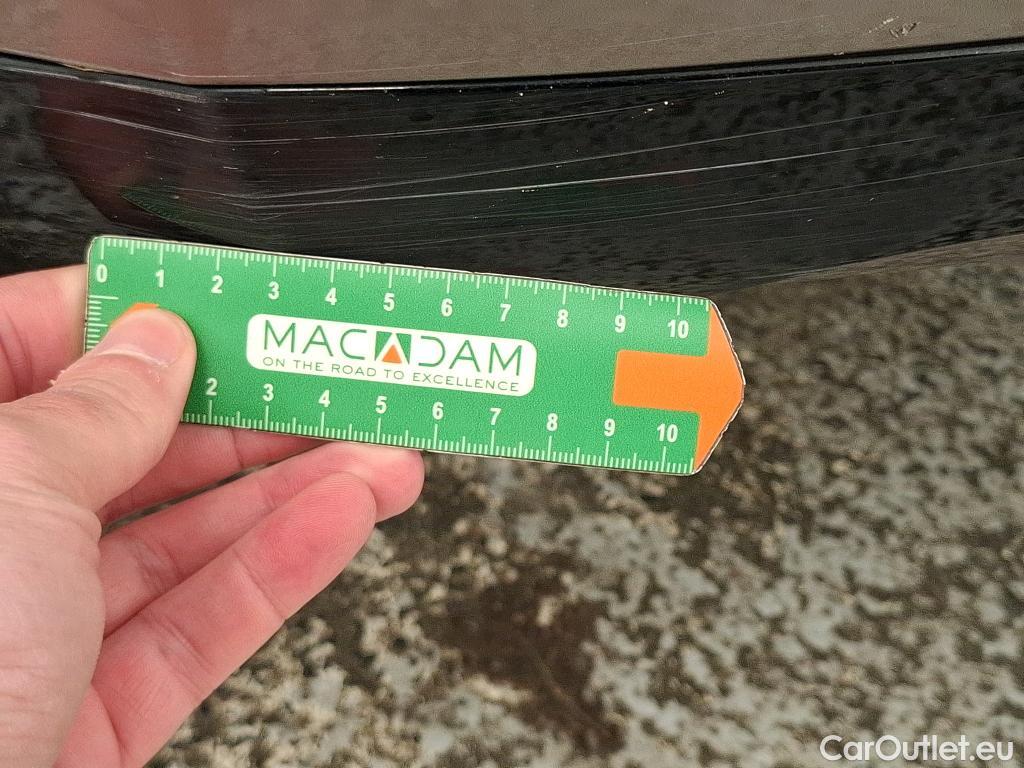 0 1 2 3 4 5 6 7 8 9 10
MACADAM
ON THE ROAD TO EXCELLENCE
2 3 4 5 6 7 8 9 10
CarOutlet.eu